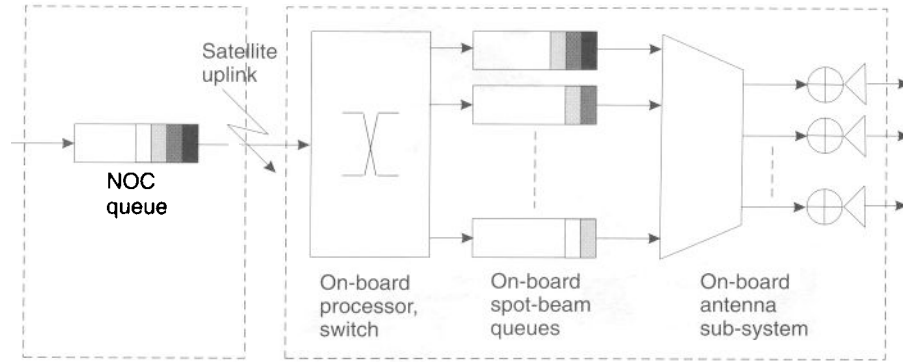 Satellite
uplink
NOC
queue
On-board
processor,
switch
On-board
spot-beam
queues
On-board
antenna
sub-system